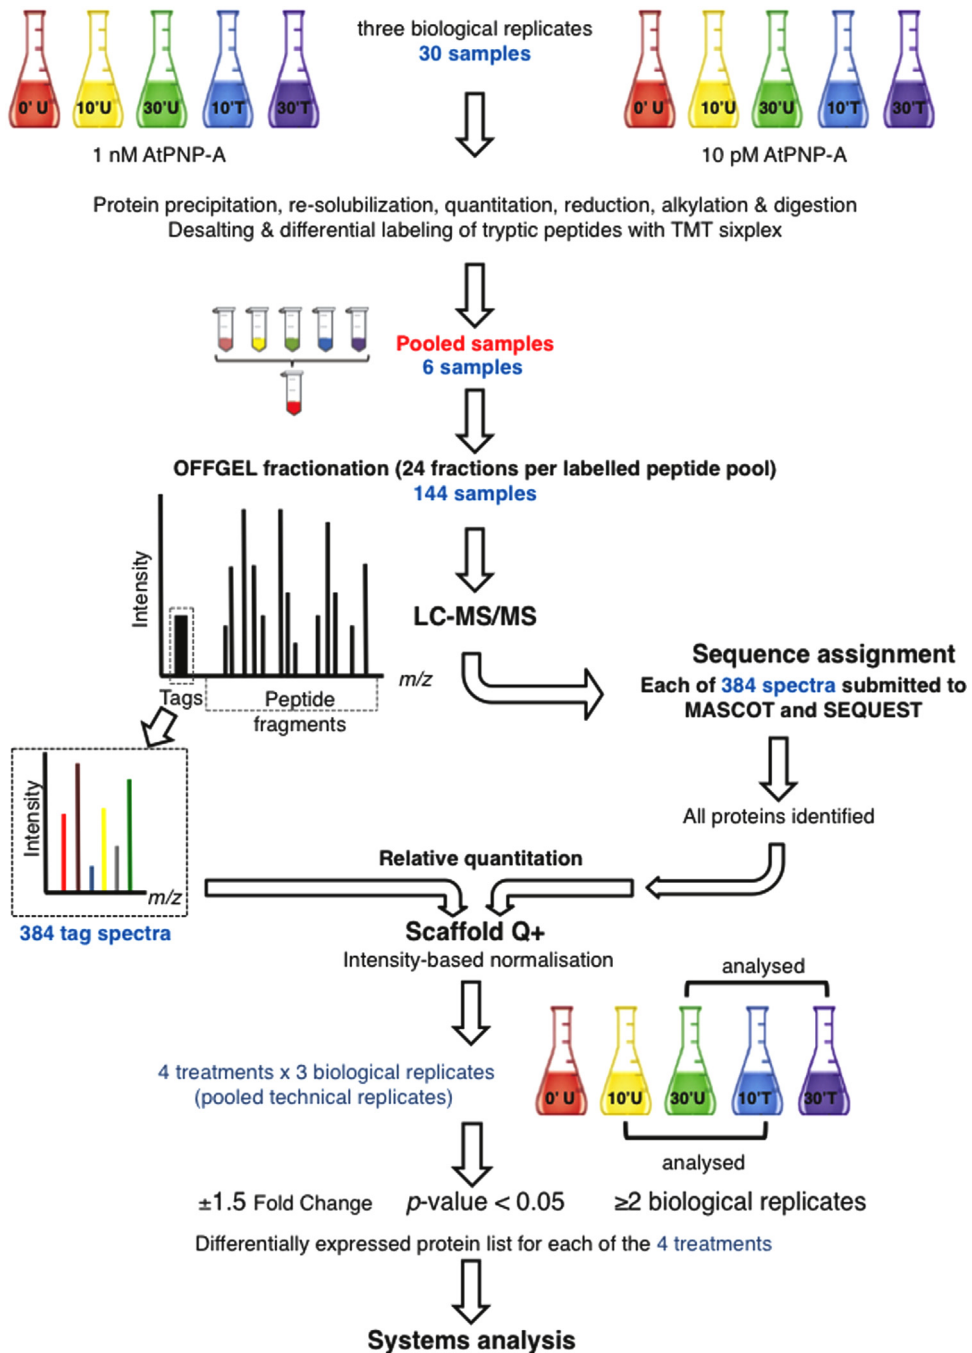 three biological replicates
30 samples
0' U
10'U
30'U
10'T
30'T
0' U
10'U
30'U
10'T
30'T
1 nM AtPNP-A
10 pM AtPNP-A
Protein precipitation, re-solubilization, quantitation, reduction, alkylation & digestion
Desalting & differential labeling of tryptic peptides with TMT sixplex
Pooled samples
6 samples
OFFGEL fractionation (24 fractions per labelled peptide pool)
144 samples
Intensity
LC-MS/MS
m/z
Tags
Peptide
fragments
Sequence assignment
Each of 384 spectra submitted to
MASCOT and SEQUEST
All proteins identified
Intensity
m/z
384 tag spectra
Relative quantitation
Scaffold Q+
Intensity-based normalisation
analysed
4 treatments x 3 biological replicates
(pooled technical replicates)
0' U
10'U
30'U
10'T
30'T
analysed
±1.5 Fold Change p-value < 0.05 ≥2 biological replicates
Differentially expressed protein list for each of the 4 treatments
Systems analysis